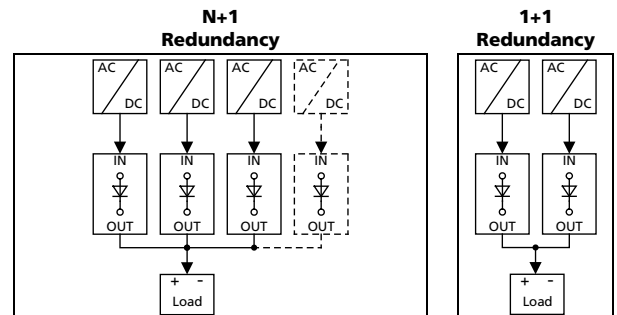 N+1
Redundancy
AC AC AC AC
DC DC DC DC
IN IN IN IN
OUT OUT OUT OUT
+ -
Load
1+1
Redundancy
AC AC
DC DC
IN IN
OUT OUT
+ -
Load